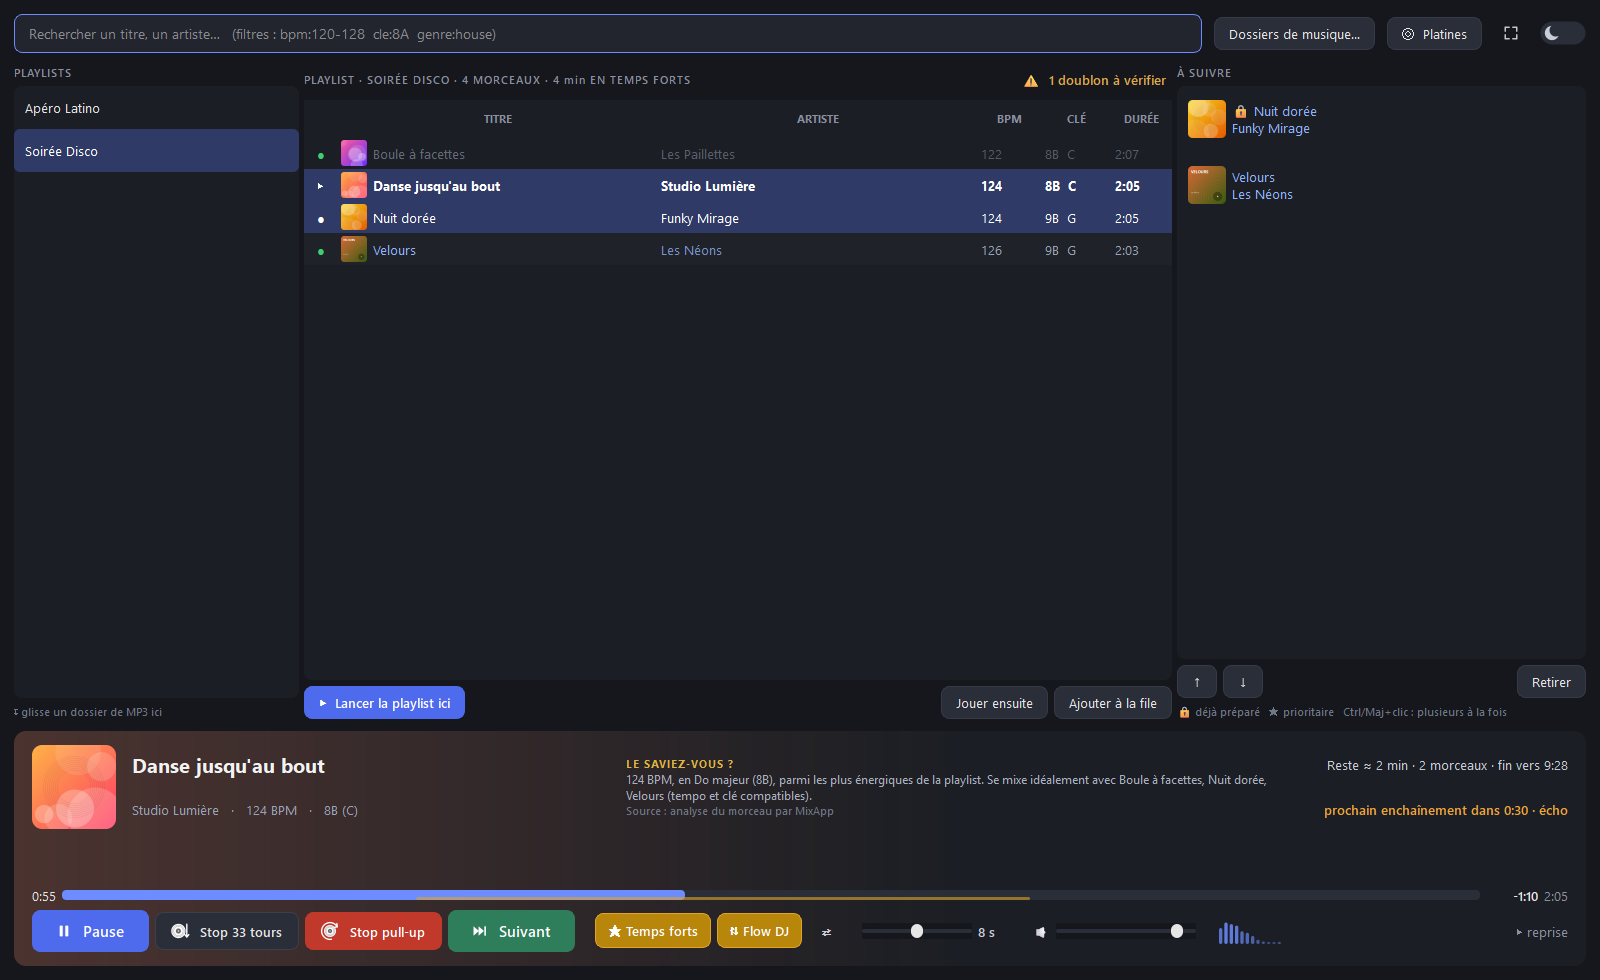 Rechercher un titre, un artiste... (filtres : bpm:120-128 cle:8A genre:house)
Dossiers de musique...
Platines
PLAYLISTS
Apéro Latino
Soirée Disco
glisse un dossier de MP3 ici
PLAYLIST · SOIRÉE DISCO · 4 MORCEAUX · 4 min EN TEMPS FORTS
1 doublon à vérifier
TITRE ARTISTE BPM CLÉ DURÉE
Boule à facettes Les Paillettes 122 8B C 2:07
Danse jusqu'au bout Studio Lumière 124 8B C 2:05
Nuit dorée Funky Mirage 124 9B G 2:05
Velours Les Néons 126 9B G 2:03
Lancer la playlist ici
Jouer ensuite
Ajouter à la file
À SUIVRE
Nuit dorée
Funky Mirage
VELOURS
Velours
Les Néons
↑ ↓
Retirer
déjà préparé ★ prioritaire Ctrl/Maj+clic : plusieurs à la fois
Danse jusqu'au bout
Studio Lumière · 124 BPM · 8B (C)
LE SAVIEZ-VOUS ?
124 BPM, en Do majeur (8B), parmi les plus énergiques de la playlist. Se mixe idéalement avec Boule à facettes, Nuit dorée,
Velours (tempo et clé compatibles).
Source : analyse du morceau par MixApp
Reste ≈ 2 min · 2 morceaux · fin vers 9:28
prochain enchaînement dans 0:30 · écho
0:55
-1:10 2:05
Pause
Stop 33 tours
Stop pull-up
Suivant
★ Temps forts
⇅ Flow DJ
⇄
8 s
reprise